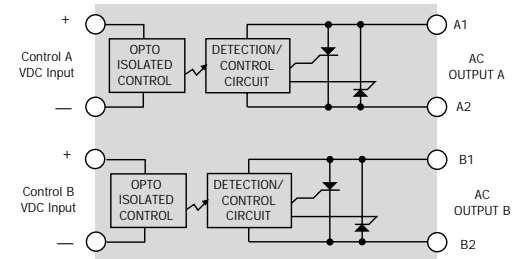 +
Control A
VDC Input
—
OPTO
ISOLATED
CONTROL
DETECTION/
CONTROL
CIRCUIT
A1
AC
OUTPUT A
A2
+
Control B
VDC Input
—
OPTO
ISOLATED
CONTROL
DETECTION/
CONTROL
CIRCUIT
B1
AC
OUTPUT B
B2